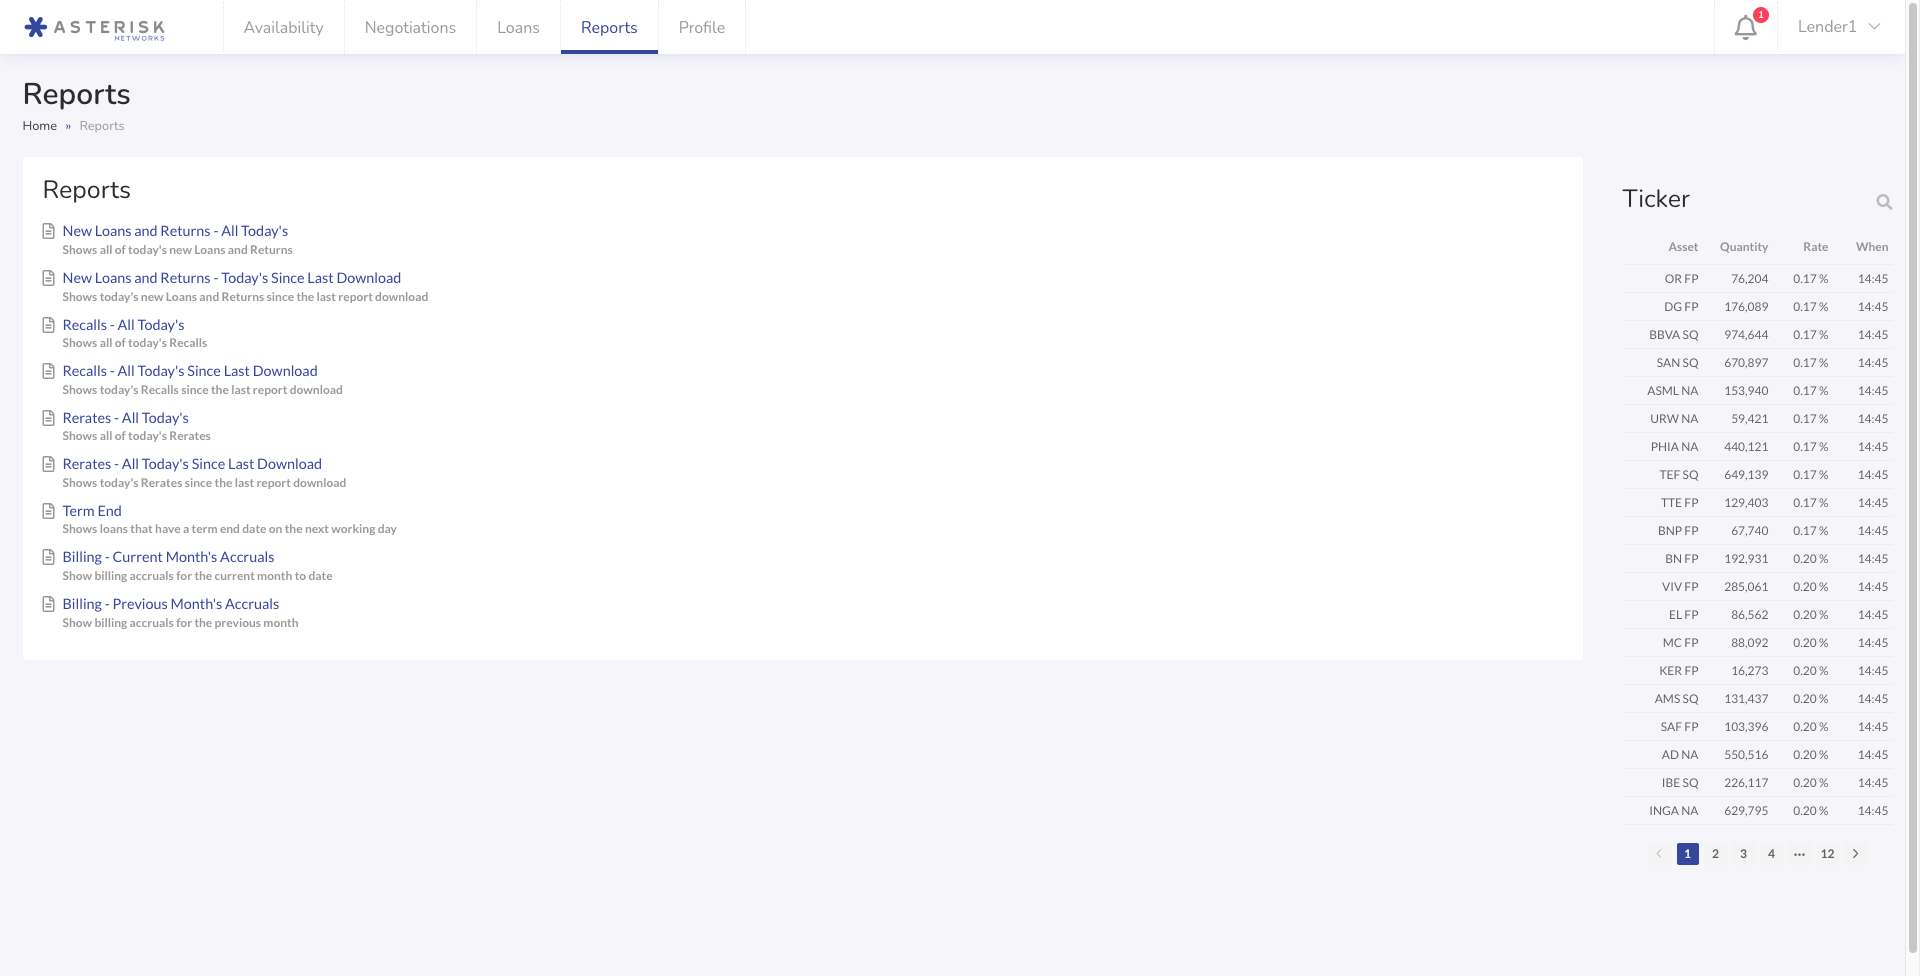 ASTERISK
NETWORKS
Availability
Negotiations
Loans
Reports
Profile
1
Lender1
Reports
Home » Reports
Reports
New Loans and Returns - All Today's
Shows all of today's new Loans and Returns
New Loans and Returns - Today's Since Last Download
Shows today's new Loans and Returns since the last report download
Recalls - All Today's
Shows all of today's Recalls
Recalls - All Today's Since Last Download
Shows today's Recalls since the last report download
Rerates - All Today's
Shows all of today's Rerates
Rerates - All Today's Since Last Download
Shows today's Rerates since the last report download
Term End
Shows loans that have a term end date on the next working day
Billing - Current Month's Accruals
Show billing accruals for the current month to date
Billing - Previous Month's Accruals
Show billing accruals for the previous month
Ticker
Asset Quantity Rate When
OR FP 76,204 0.17 % 14:45
DG FP 176,089 0.17 % 14:45
BBVA SQ 974,644 0.17 % 14:45
SAN SQ 670,897 0.17 % 14:45
ASML NA 153,940 0.17 % 14:45
URW NA 59,421 0.17 % 14:45
PHIA NA 440,121 0.17 % 14:45
TEF SQ 649,139 0.17 % 14:45
TTE FP 129,403 0.17 % 14:45
BNP FP 67,740 0.17 % 14:45
BN FP 192,931 0.20 % 14:45
VIV FP 285,061 0.20 % 14:45
EL FP 86,562 0.20 % 14:45
MC FP 88,092 0.20 % 14:45
KER FP 16,273 0.20 % 14:45
AMS SQ 131,437 0.20 % 14:45
SAF FP 103,396 0.20 % 14:45
AD NA 550,516 0.20 % 14:45
IBE SQ 226,117 0.20 % 14:45
INGA NA 629,795 0.20 % 14:45
1 2 3 4 ••• 12